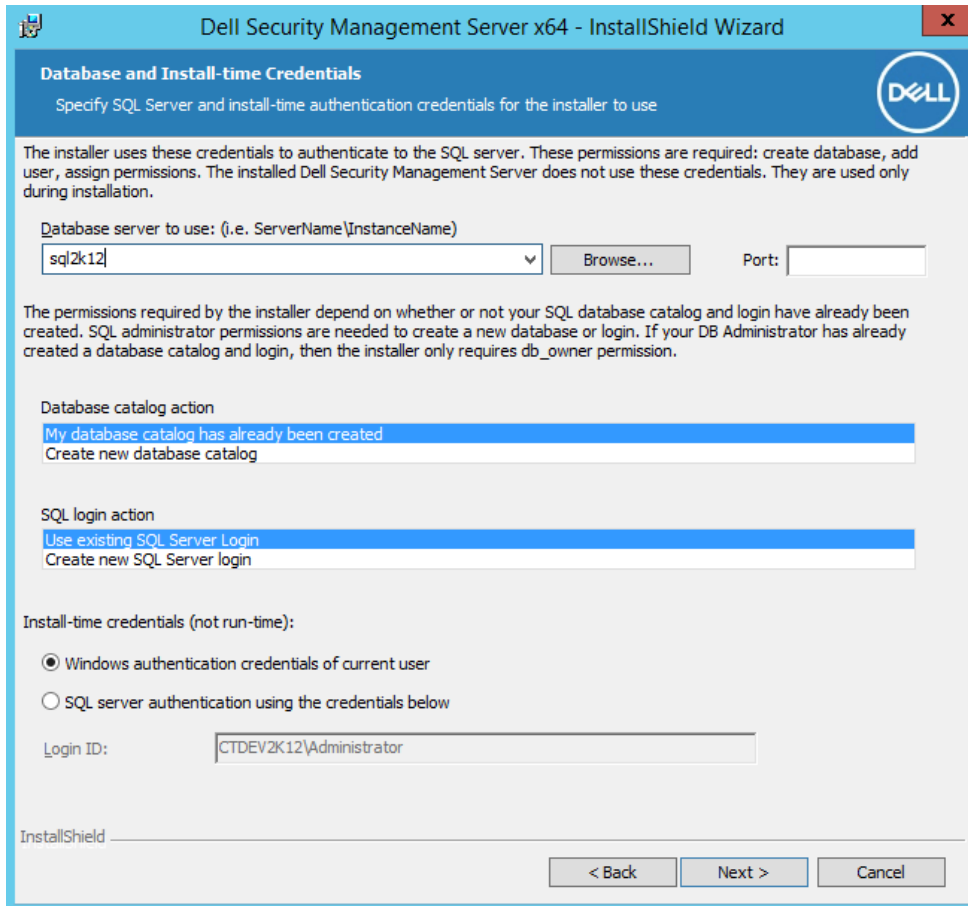 Dell Security Management Server x64 - InstallShield Wizard
x
Database and Install-time Credentials
Specify SQL Server and install-time authentication credentials for the installer to use
DELL
The installer uses these credentials to authenticate to the SQL server. These permissions are required: create database, add
user, assign permissions. The installed Dell Security Management Server does not use these credentials. They are used only
during installation.
Database server to use: (i.e. ServerName\InstanceName)
sql2k12
Browse...
Port:
The permissions required by the installer depend on whether or not your SQL database catalog and login have already been
created. SQL administrator permissions are needed to create a new database or login. If your DB Administrator has already
created a database catalog and login, then the installer only requires db_owner permission.
Database catalog action
My database catalog has already been created
Create new database catalog
SQL login action
Use existing SQL Server Login
Create new SQL Server login
Install-time credentials (not run-time):
Windows authentication credentials of current user
SQL server authentication using the credentials below
Login ID:
CTDEV2K12\Administrator
InstallShield
< Back
Next >
Cancel